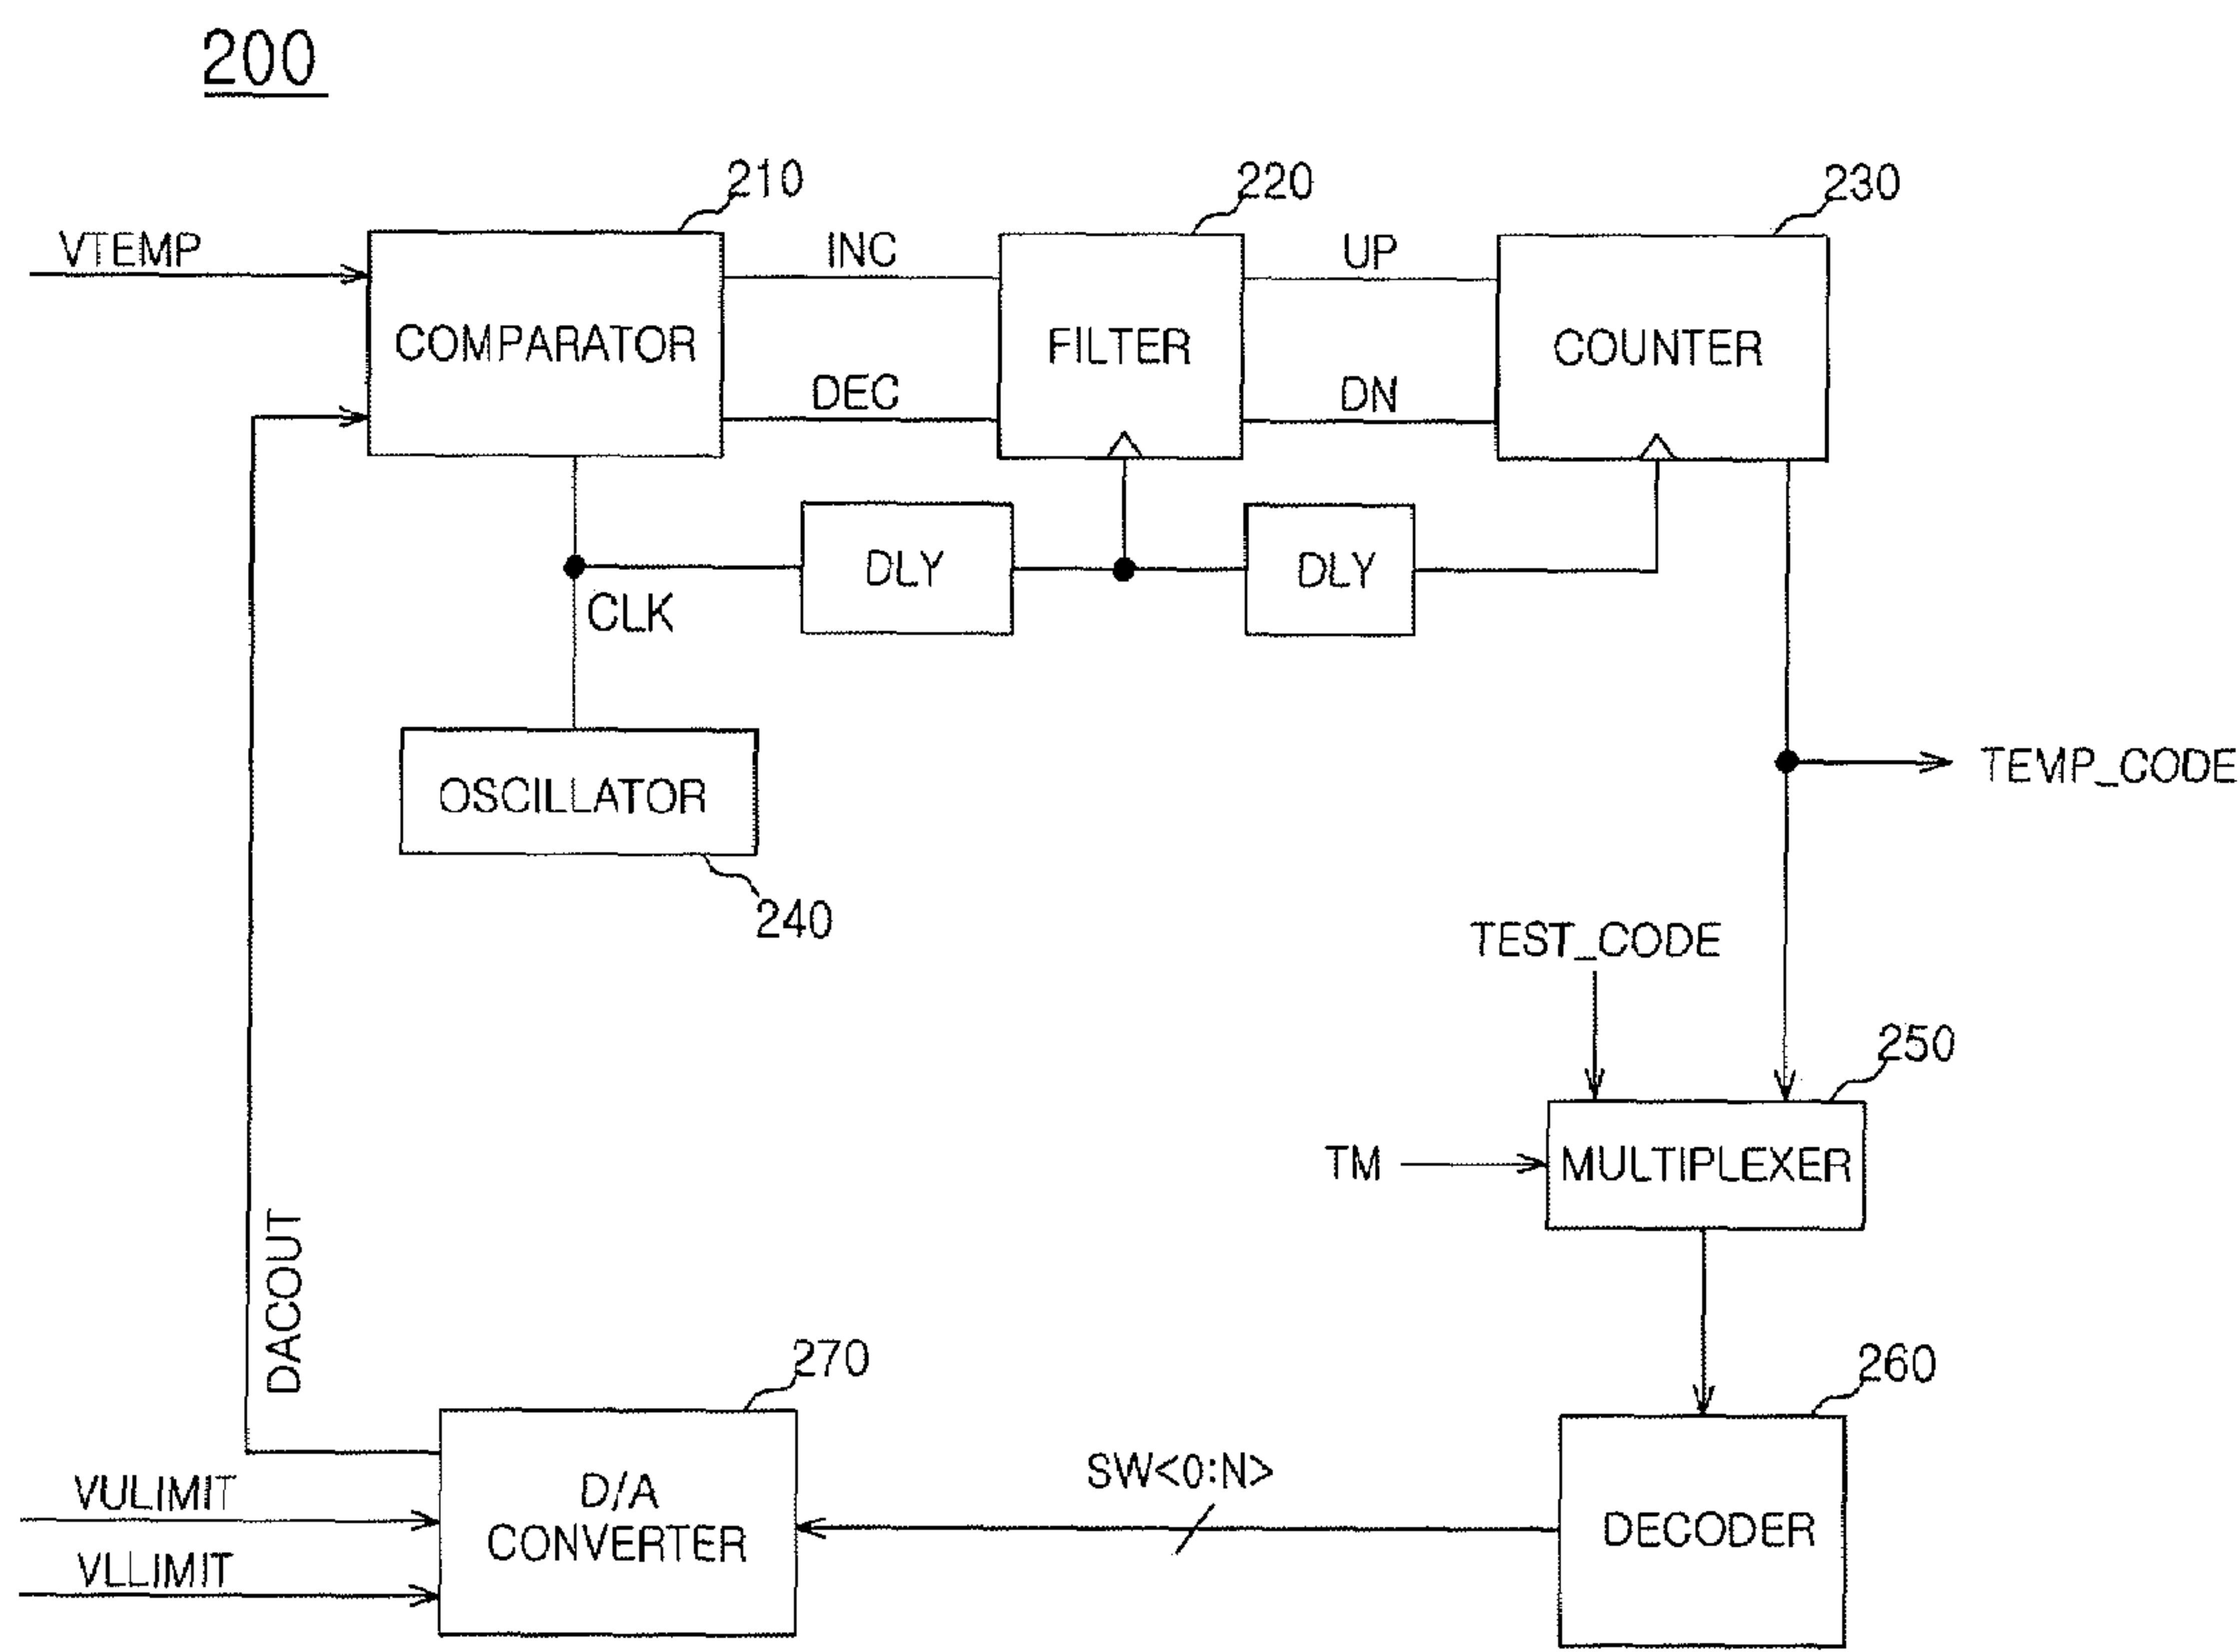 200
210
220
230
VTEMP
INC
UP
COMPARATOR
FILTER
COUNTER
DEC
DN
DLY
DLY
CLK
TEMP_CODE
OSCILLATOR
240
TEST_CODE
250
TM
MULTIPLEXER
DACOUT
270
260
SW<0:N>
VULIMIT
D/A
CONVERTER
DECODER
VLLIMIT